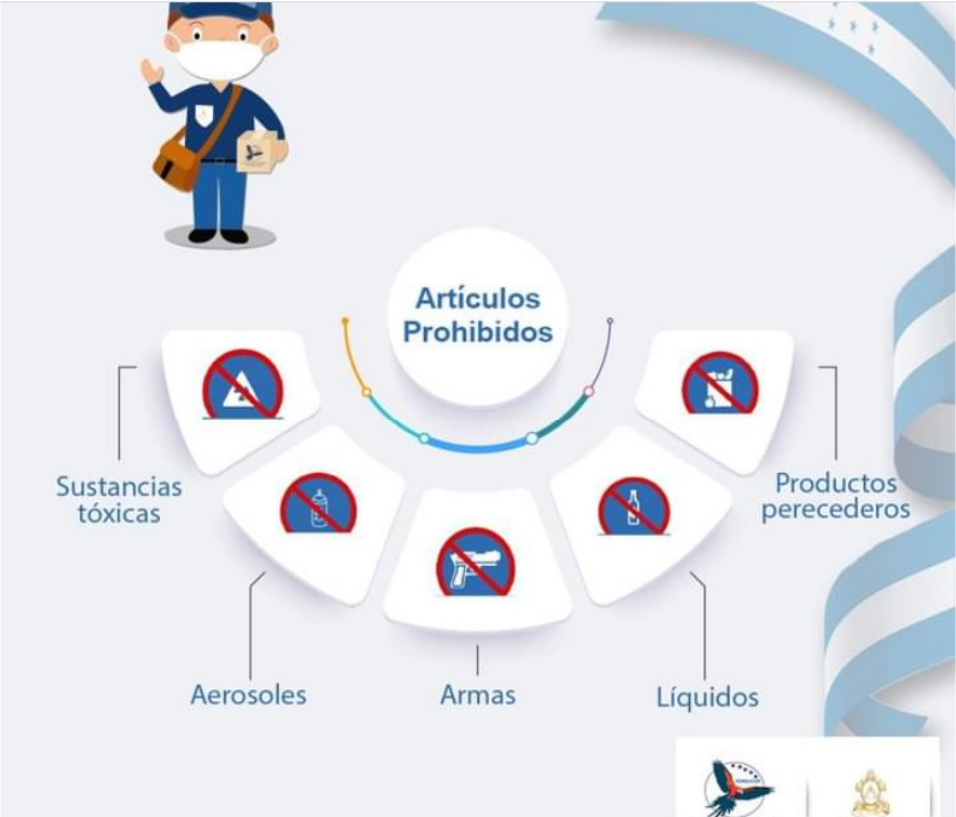 Artículos
Prohibidos
Sustancias
tóxicas
Aerosoles
Armas
Líquidos
Productos
perecederos